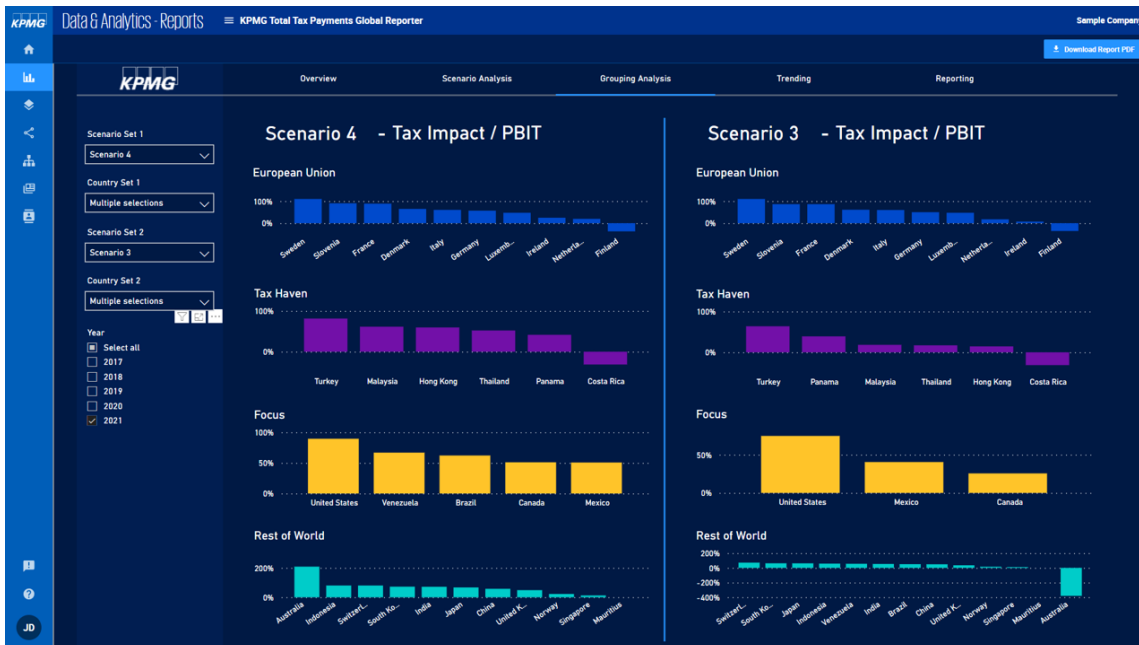 KPMG Data & Analytics - Reports ≡ KPMG Total Tax Payments Global Reporter Sample Company
Download Report PDF
KPMG Overview Scenario Analysis Grouping Analysis Trending Reporting
Scenario Set 1
Scenario 4
Country Set 1
Multiple selections
Scenario Set 2
Scenario 3
Country Set 2
Multiple selections
Year
Select all
2017
2018
2019
2020
2021
JD
Scenario 4 - Tax Impact / PBIT
European Union
100%
0%
Sweden Slovenia France Denmark Italy Germany Luxemb... Ireland Netherla... Finland
Tax Haven
100%
0%
Turkey Malaysia Hong Kong Thailand Panama Costa Rica
Focus
100%
50%
0%
United States Venezuela Brazil Canada Mexico
Rest of World
200%
0%
Australia Indonesia Switzerl... South Ko... India Japan China United K... Norway Singapore Mauritius
Scenario 3 - Tax Impact / PBIT
European Union
100%
0%
Sweden Slovenia France Denmark Italy Germany Luxemb... Netherla... Ireland Finland
Tax Haven
100%
0%
Turkey Panama Malaysia Thailand Hong Kong Costa Rica
Focus
50%
0%
United States Mexico Canada
Rest of World
200%
0%
-200%
-400%
Switzerl... South Ko... Japan Indonesia Venezuela India Brazil China United K... Norway Singapore Mauritius Australia